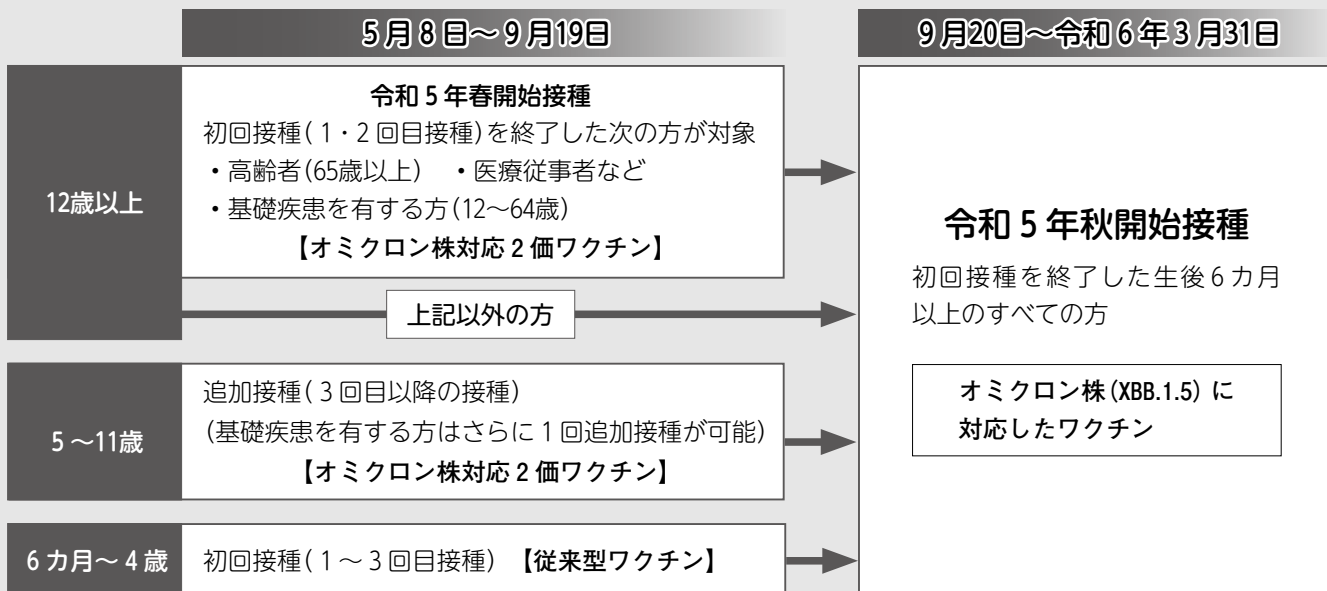 5月8日～9月19日
9月20日～令和6年3月31日
12歳以上
令和5年春開始接種
初回接種(1・2回目接種)を終了した次の方が対象
・高齢者(65歳以上)　・医療従事者など
・基礎疾患を有する方(12～64歳)
【オミクロン株対応2価ワクチン】
上記以外の方
5～11歳
追加接種(3回目以降の接種)
(基礎疾患を有する方はさらに1回追加接種が可能)
【オミクロン株対応2価ワクチン】
6カ月～4歳
初回接種(1～3回目接種)　【従来型ワクチン】
令和5年秋開始接種
初回接種を終了した生後6カ月
以上のすべての方
オミクロン株(XBB.1.5)に
対応したワクチン